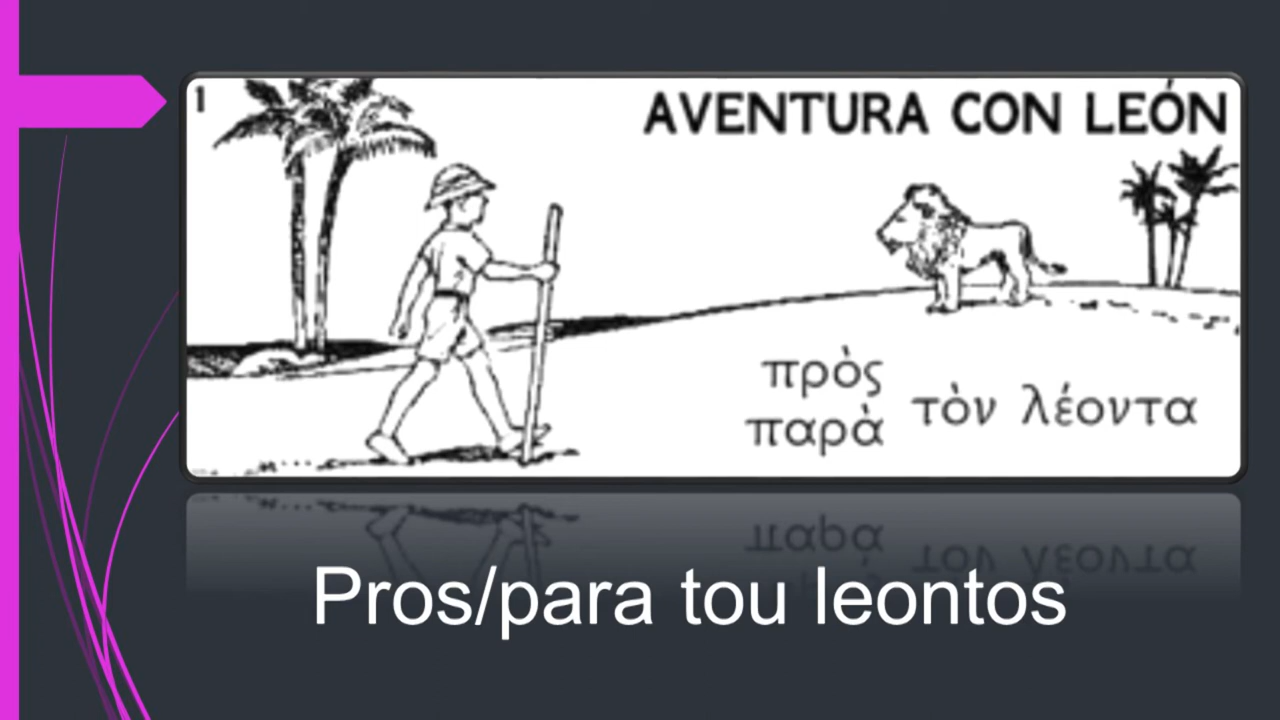 1
AVENTURA CON LEÓN
πρὸς
παρὰ
τὸν λέοντα
Pros/para tou leontos